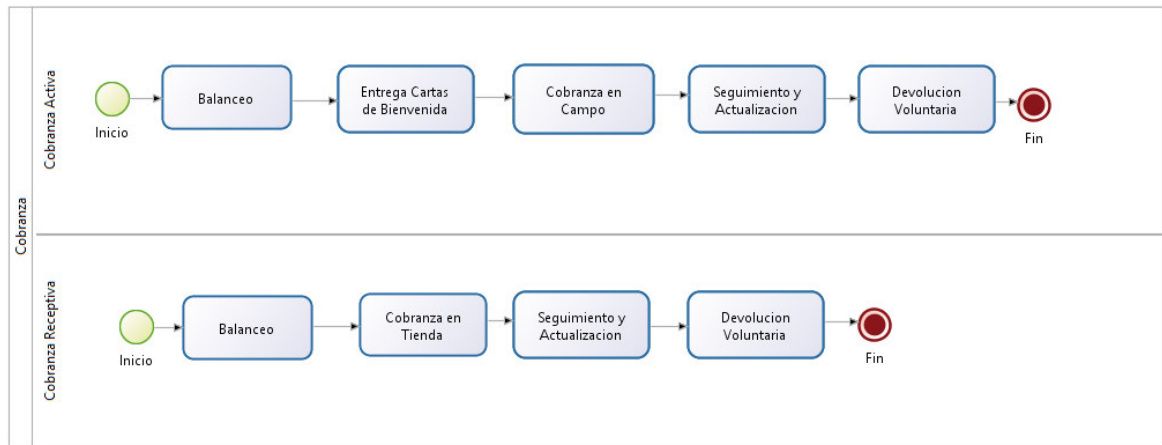 Cobranza
Cobranza Activa
Inicio
Balanceo
Entrega Cartas
de Bienvenida
Cobranza en
Campo
Seguimiento y
Actualizacion
Devolucion
Voluntaria
Fin
Cobranza Receptiva
Inicio
Balanceo
Cobranza en
Tienda
Seguimiento y
Actualizacion
Devolucion
Voluntaria
Fin